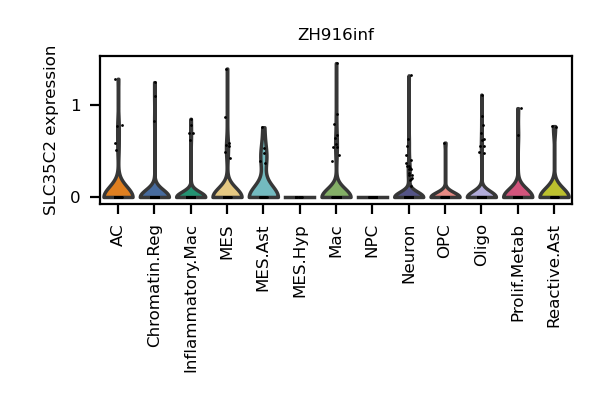 ZH916inf
SLC35C2 expression
1
0
AC
Chromatin.Reg
Inflammatory.Mac
MES
MES.Ast
MES.Hyp
Mac
NPC
Neuron
OPC
Oligo
Prolif.Metab
Reactive.Ast